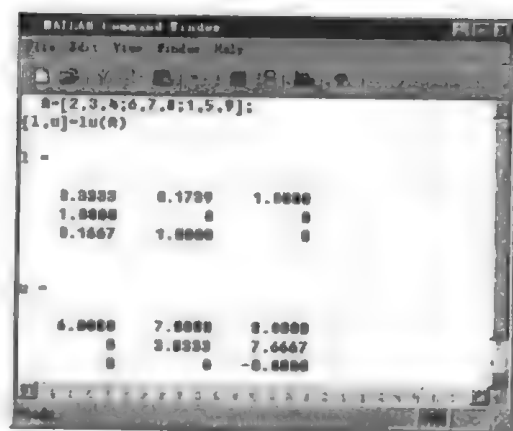 MATLAB Command Window
File Edit View Window Help
A=[2,3,4;6,7,8;1,5,9];
[l,u]=lu(A)
l =
0.3333 0.1739 1.0000
1.0000 0 0
0.1667 1.0000 0
u =
6.0000 7.0000 8.0000
0 3.8333 7.6667
0 0 -0.0000